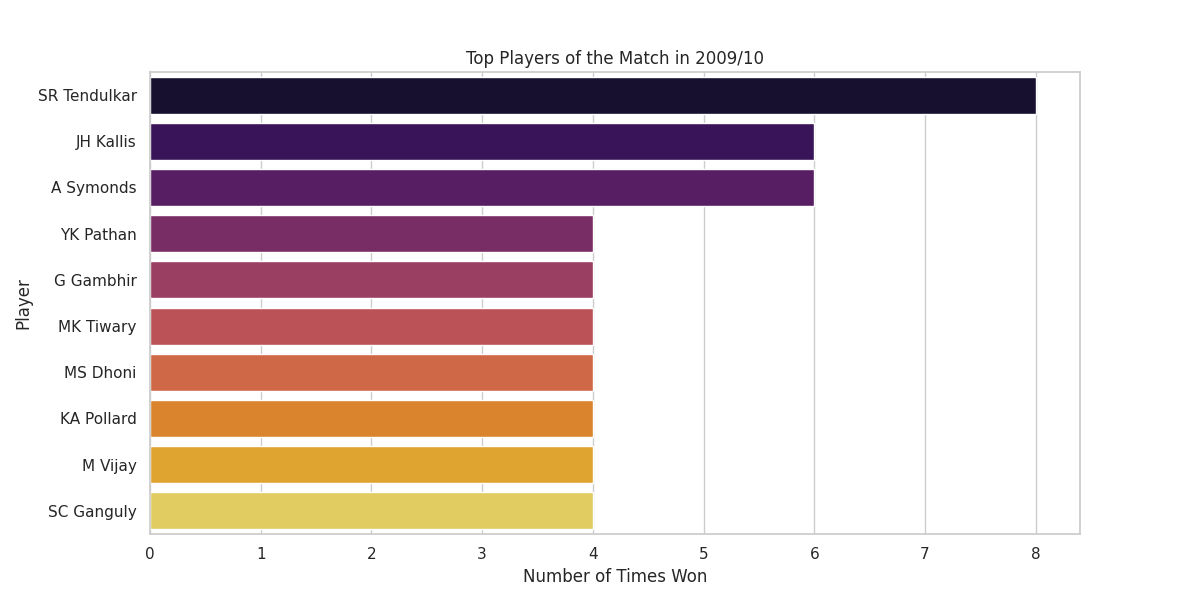 Top Players of the Match in 2009/10
Player
SR Tendulkar
JH Kallis
A Symonds
YK Pathan
G Gambhir
MK Tiwary
MS Dhoni
KA Pollard
M Vijay
SC Ganguly
0 1 2 3 4 5 6 7 8
Number of Times Won